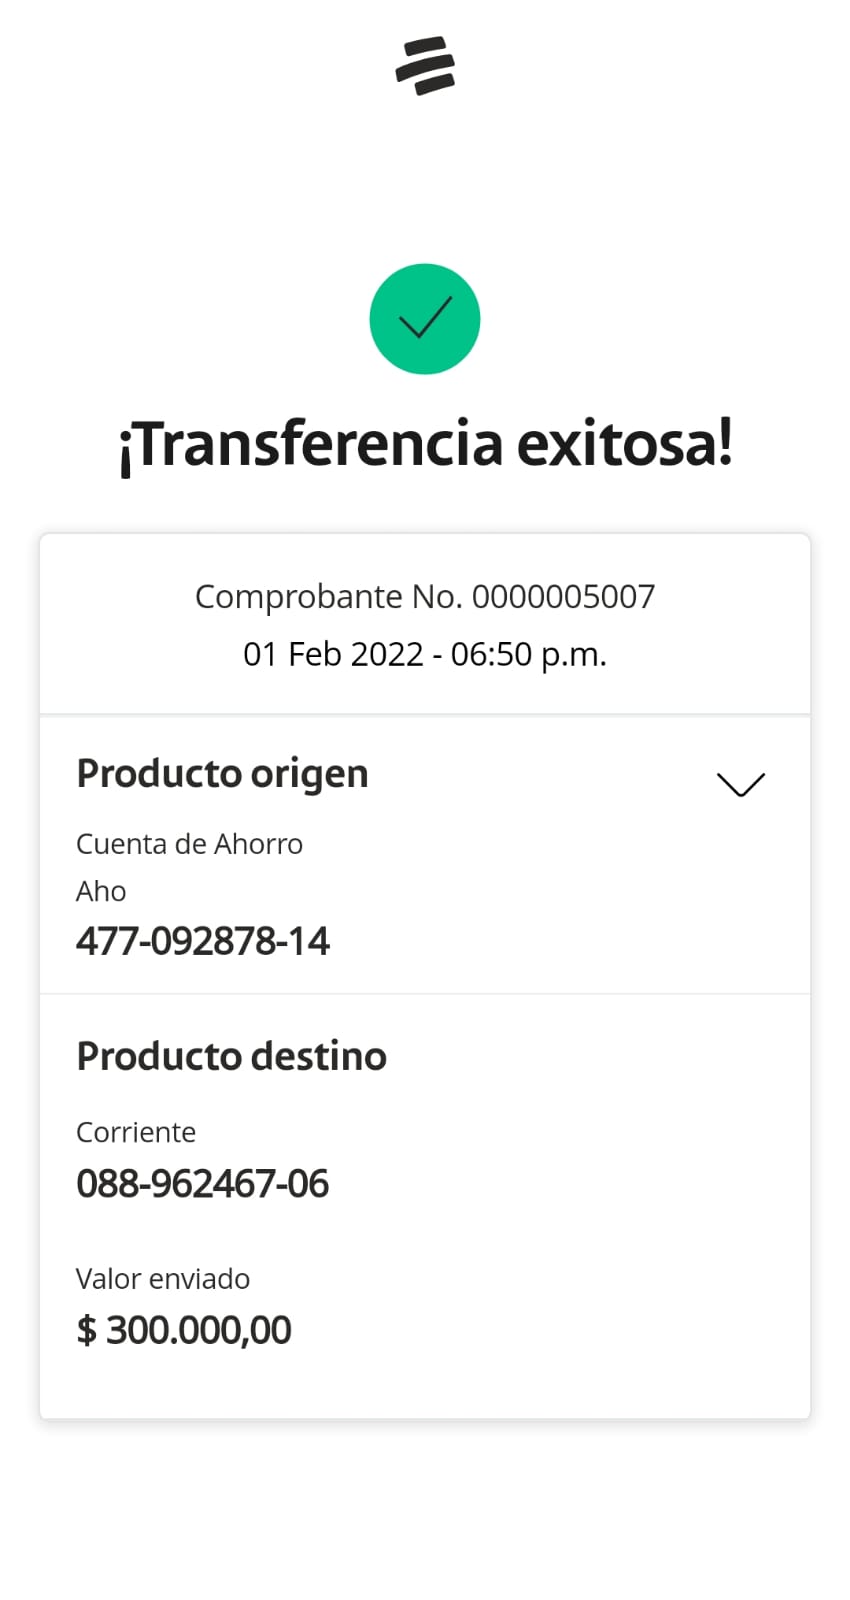 ¡Transferencia exitosa!
Comprobante No. 0000005007
01 Feb 2022 - 06:50 p.m.
Producto origen
Cuenta de Ahorro
Aho
477-092878-14
Producto destino
Corriente
088-962467-06
Valor enviado
$ 300.000,00